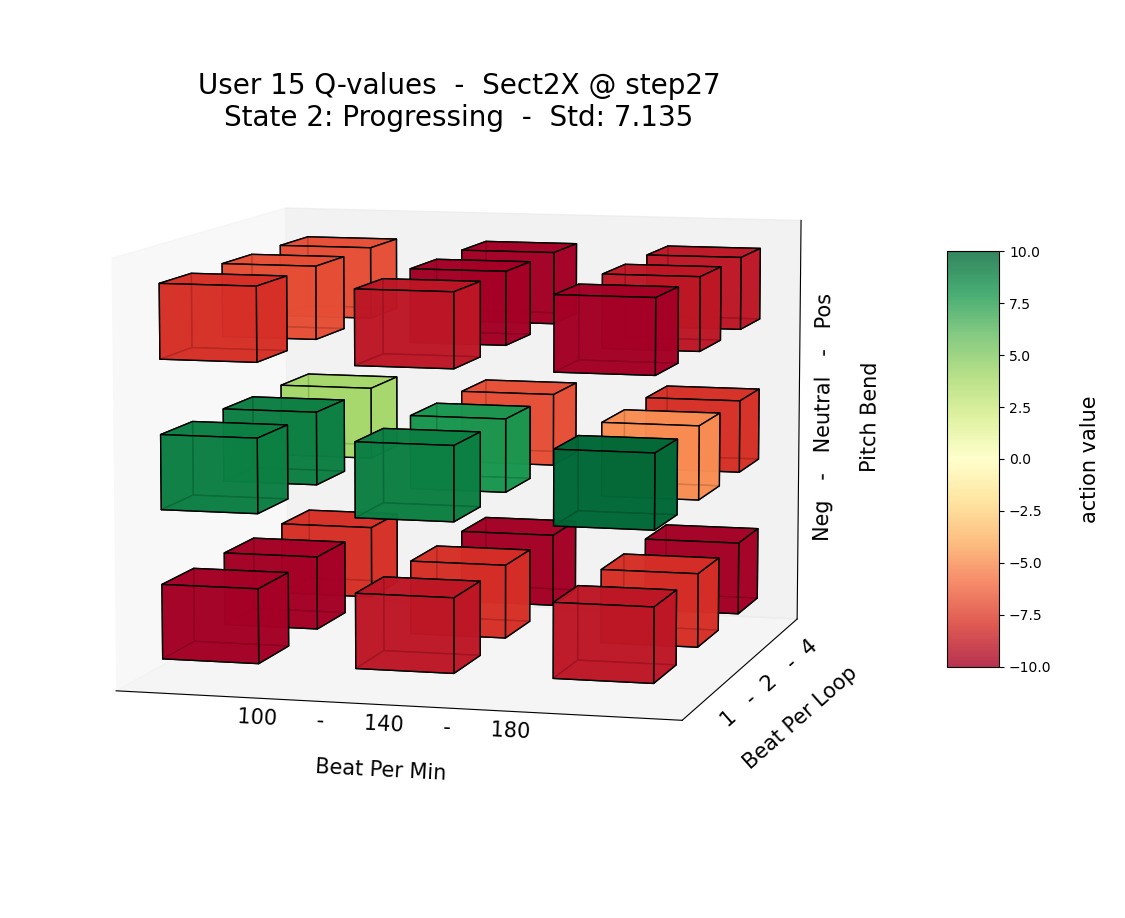 User 15 Q-values  -  Sect2X @ step27
State 2: Progressing  -  Std: 7.135
Neg  -  Neutral  -  Pos
Pitch Bend
100  -  140  -  180
Beat Per Min
1  -  2  -  4
Beat Per Loop
10.0
7.5
5.0
2.5
0.0
−2.5
−5.0
−7.5
−10.0
action value